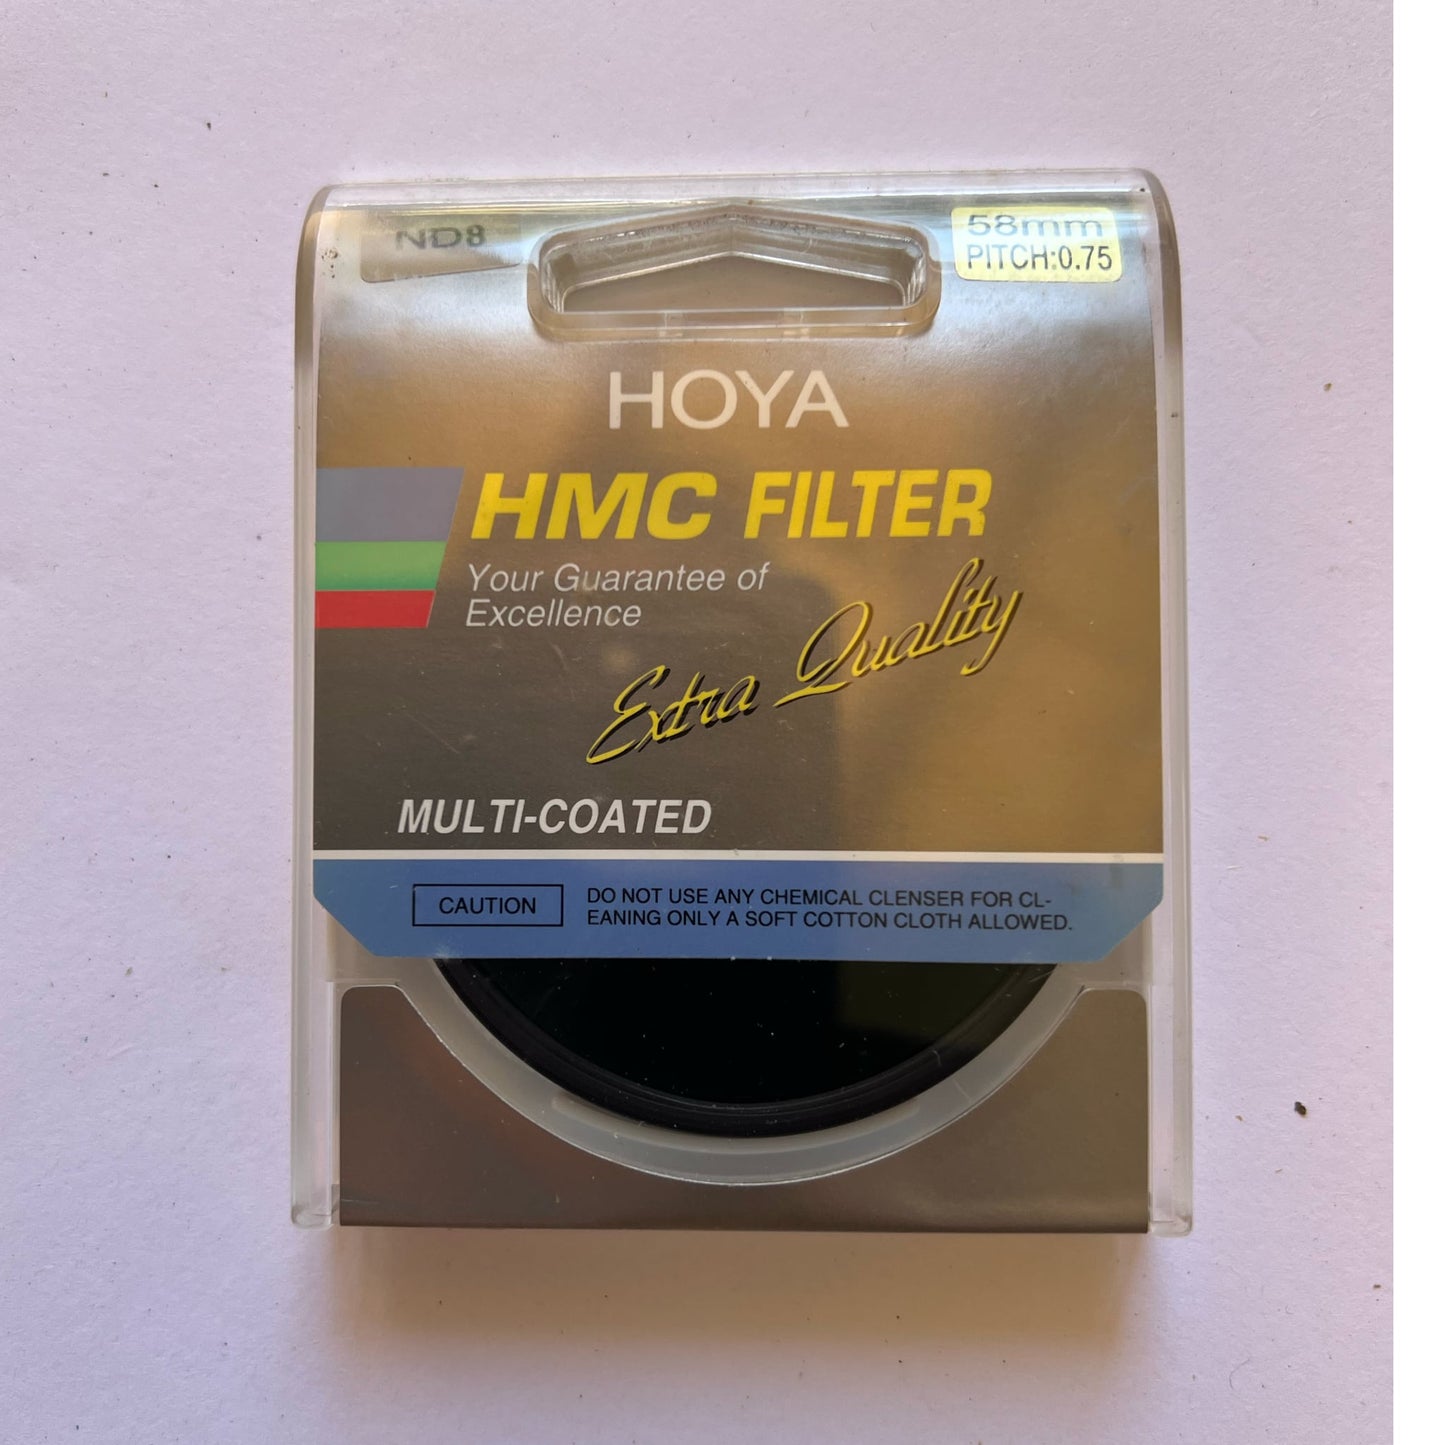 ND8
58mm
PITCH:0.75
HOYA
HMC FILTER
Your Guarantee of
Excellence
Extra Quality
MULTI-COATED
CAUTION
DO NOT USE ANY CHEMICAL CLENSER FOR CL-
EANING ONLY A SOFT COTTON CLOTH ALLOWED.